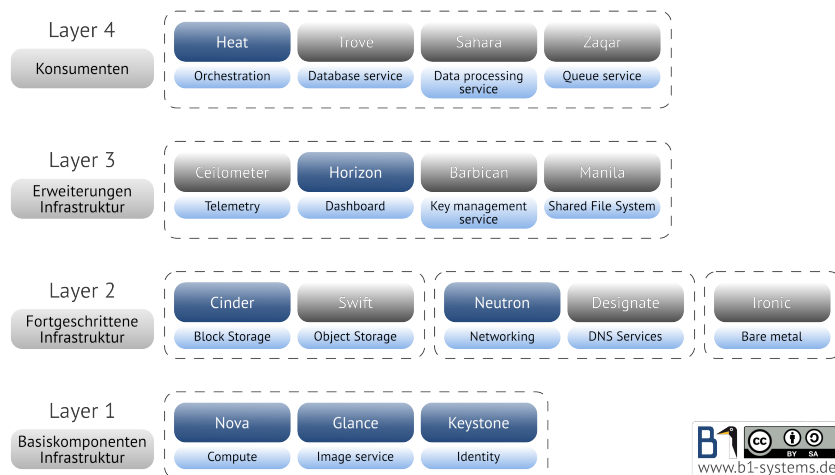 Layer 4
Konsumenten
Heat
Trove
Sahara
Zaqar
Orchestration
Database service
Data processing
service
Queue service
Layer 3
Erweiterungen
Infrastruktur
Ceilometer
Horizon
Barbican
Manila
Telemetry
Dashboard
Key management
service
Shared File System
Layer 2
Fortgeschrittene
Infrastruktur
Cinder
Swift
Neutron
Designate
Ironic
Block Storage
Object Storage
Networking
DNS Services
Bare metal
Layer 1
Basiskomponenten
Infrastruktur
Nova
Glance
Keystone
Compute
Image service
Identity
B1
cc
BY SA
www.b1-systems.de